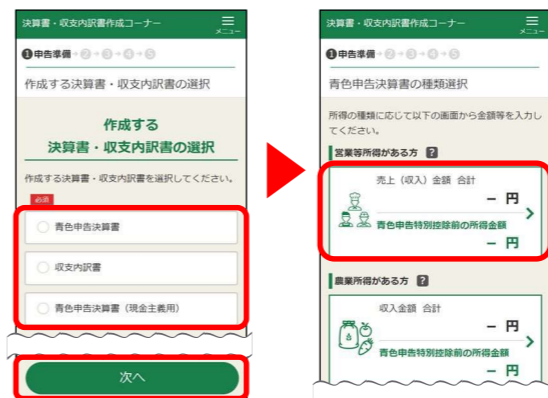 決算書・収支内訳書作成コーナー
メニュー
❶申告準備-②-③-④-⑤
作成する決算書・収支内訳書の選択
作成する
決算書・収支内訳書の選択
作成する決算書・収支内訳書を選択してください。
必須
青色申告決算書
収支内訳書
青色申告決算書（現金主義用）
次へ
決算書・収支内訳書作成コーナー
メニュー
❶申告準備-②-③-④-⑤
青色申告決算書の種類選択
所得の種類に応じて以下の画面から金額等を入力し
てください。
営業等所得がある方 ?
売上（収入）金額 合計
－ 円
青色申告特別控除前の所得金額
－ 円
農業所得がある方 ?
収入金額 合計
－ 円
青色申告特別控除前の所得金額
－ 円